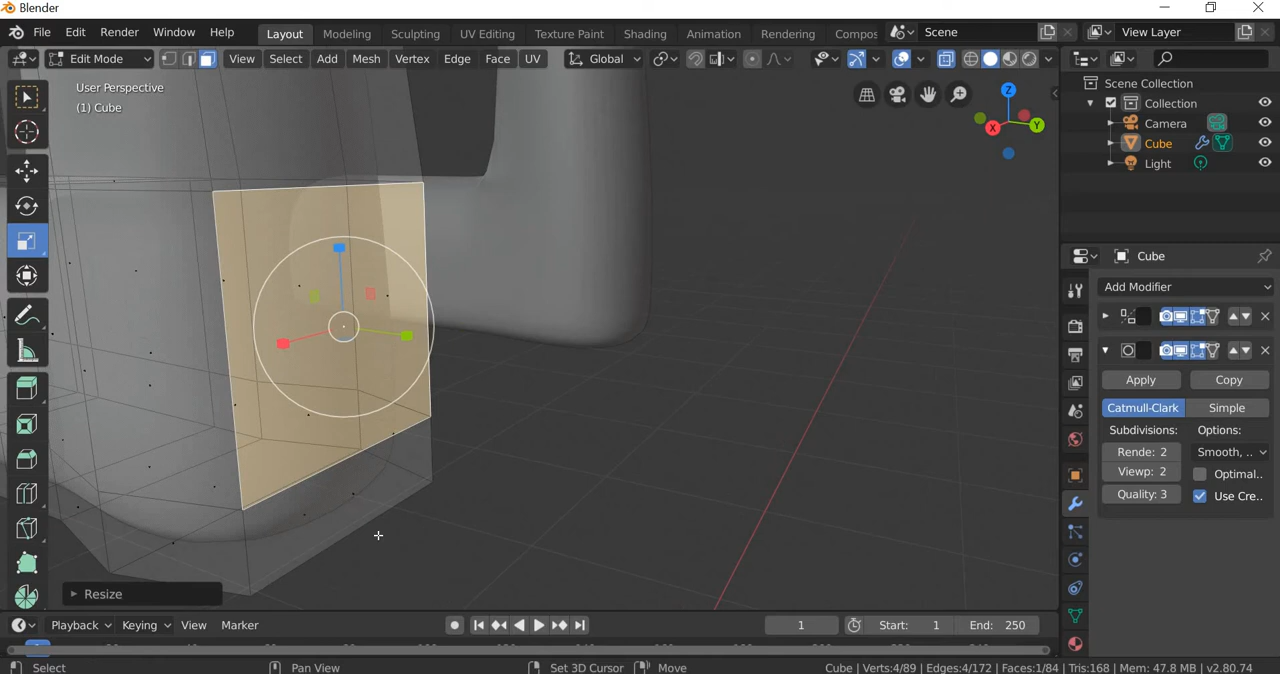 Blender
File Edit Render Window Help Layout Modeling Sculpting UV Editing Texture Paint Shading Animation Rendering Compos Scene View Layer
Edit Mode View Select Add Mesh Vertex Edge Face UV Global
User Perspective
(1) Cube
Z
X Y
Scene Collection
Collection
Camera
Cube
Light
Cube
Add Modifier
Apply Copy
Catmull-Clark Simple
Subdivisions: Options:
Rende: 2 Smooth, ..
Viewp: 2 Optimal..
Quality: 3 Use Cre..
Resize
Playback Keying View Marker 1 Start: 1 End: 250
Select Pan View Set 3D Cursor Move Cube | Verts:4/89 | Edges:4/172 | Faces:1/84 | Tris:168 | Mem: 47.8 MB | v2.80.74